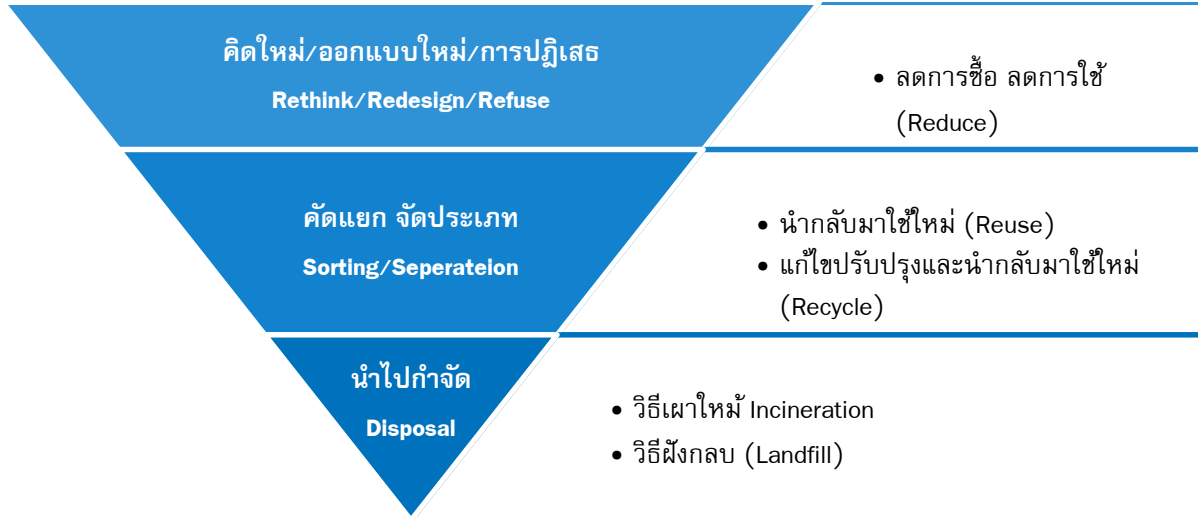 คิดใหม่/ออกแบบใหม่/การปฎิเสธ
Rethink/Redesign/Refuse
• ลดการซื้อ ลดการใช้
(Reduce)
คัดแยก จัดประเภท
Sorting/Seperateion
• นำกลับมาใช้ใหม่ (Reuse)
• แก้ไขปรับปรุงและนำกลับมาใช้ใหม่
(Recycle)
นำไปกำจัด
Disposal
• วิธีเผาใหม้ Incineration
• วิธีฝังกลบ (Landfill)